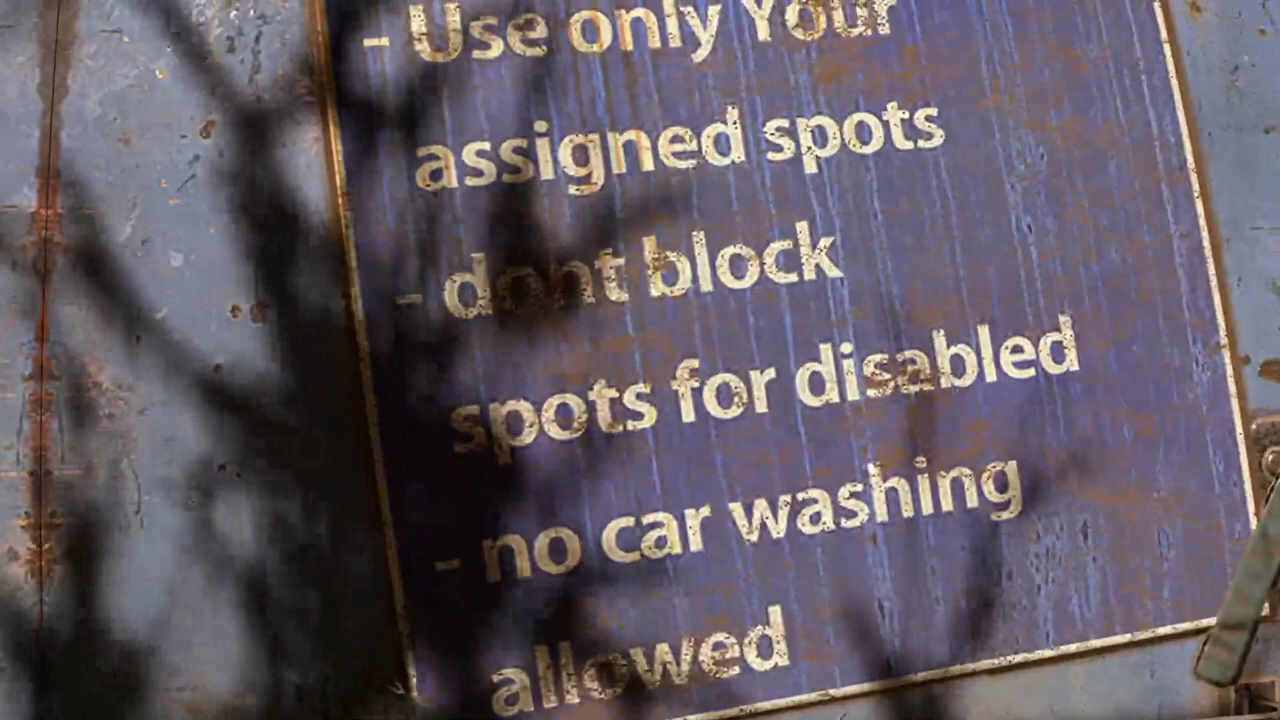 - Use only Your
assigned spots
- dont block
spots for disabled
- no car washing
allowed